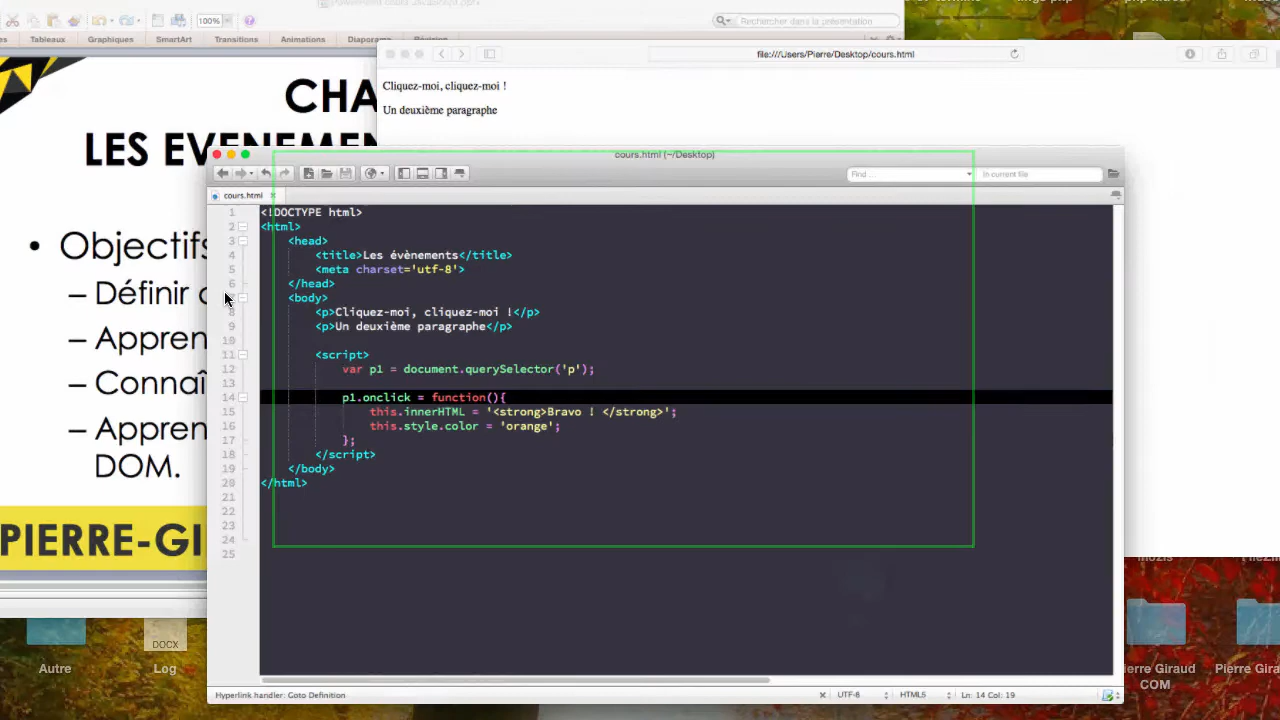 100%
Rechercher dans la présentation
Tableaux Graphiques SmartArt Transitions Animations Diaporama Révision
CHA
LES EVENEMEN
• Objectifs
– Définir
– Appren
– Connaî
– Appren
DOM.
PIERRE-GI
file:///Users/Pierre/Desktop/cours.html
Cliquez-moi, cliquez-moi !
Un deuxième paragraphe
cours.html (~/Desktop)
Find ...
in current file
cours.html
1 <!DOCTYPE html>
2 <html>
3 <head>
4 <title>Les évènements</title>
5 <meta charset='utf-8'>
6 </head>
<body>
8 <p>Cliquez-moi, cliquez-moi !</p>
9 <p>Un deuxième paragraphe</p>
10
11 <script>
12 var p1 = document.querySelector('p');
13
14 p1.onclick = function(){
15 this.innerHTML = '<strong>Bravo ! </strong>';
16 this.style.color = 'orange';
17 };
18 </script>
19 </body>
20 </html>
21
22
23
24
25
Hyperlink handler: Goto Definition
UTF-8
HTML5
Ln: 14 Col: 19
Autre
DOCX
Log
ierre Giraud
COM
Pierre Gira